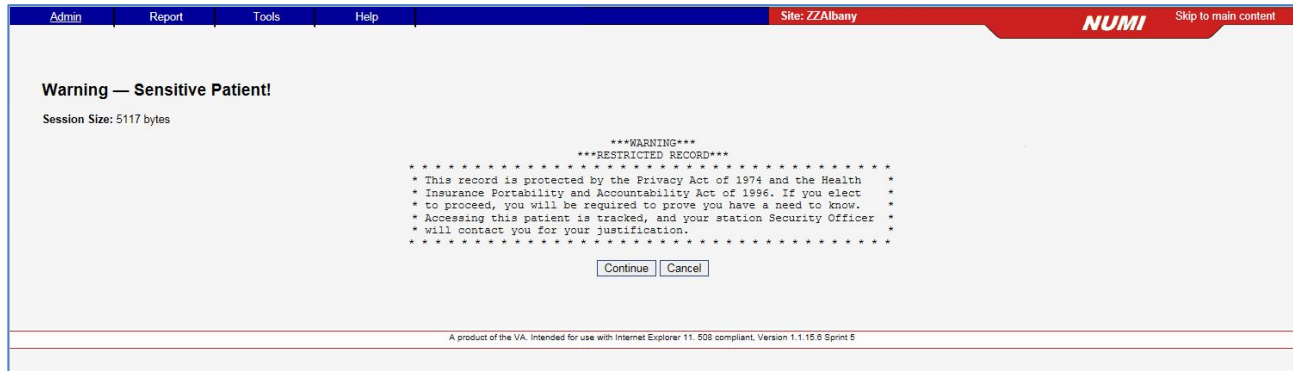 Admin Report Tools Help Site: ZZAlbany NUMI Skip to main content
Warning — Sensitive Patient!
Session Size: 5117 bytes
***WARNING***
***RESTRICTED RECORD***
* * * * * * * * * * * * * * * * * * * * * * * * * * * * * * * * * * * * *
* This record is protected by the Privacy Act of 1974 and the Health *
* Insurance Portability and Accountability Act of 1996. If you elect *
* to proceed, you will be required to prove you have a need to know. *
* Accessing this patient is tracked, and your station Security Officer *
* will contact you for your justification. *
* * * * * * * * * * * * * * * * * * * * * * * * * * * * * * * * * * * * *
Continue Cancel
A product of the VA. Intended for use with Internet Explorer 11. 508 compliant, Version 1.1.15.6 Sprint 5